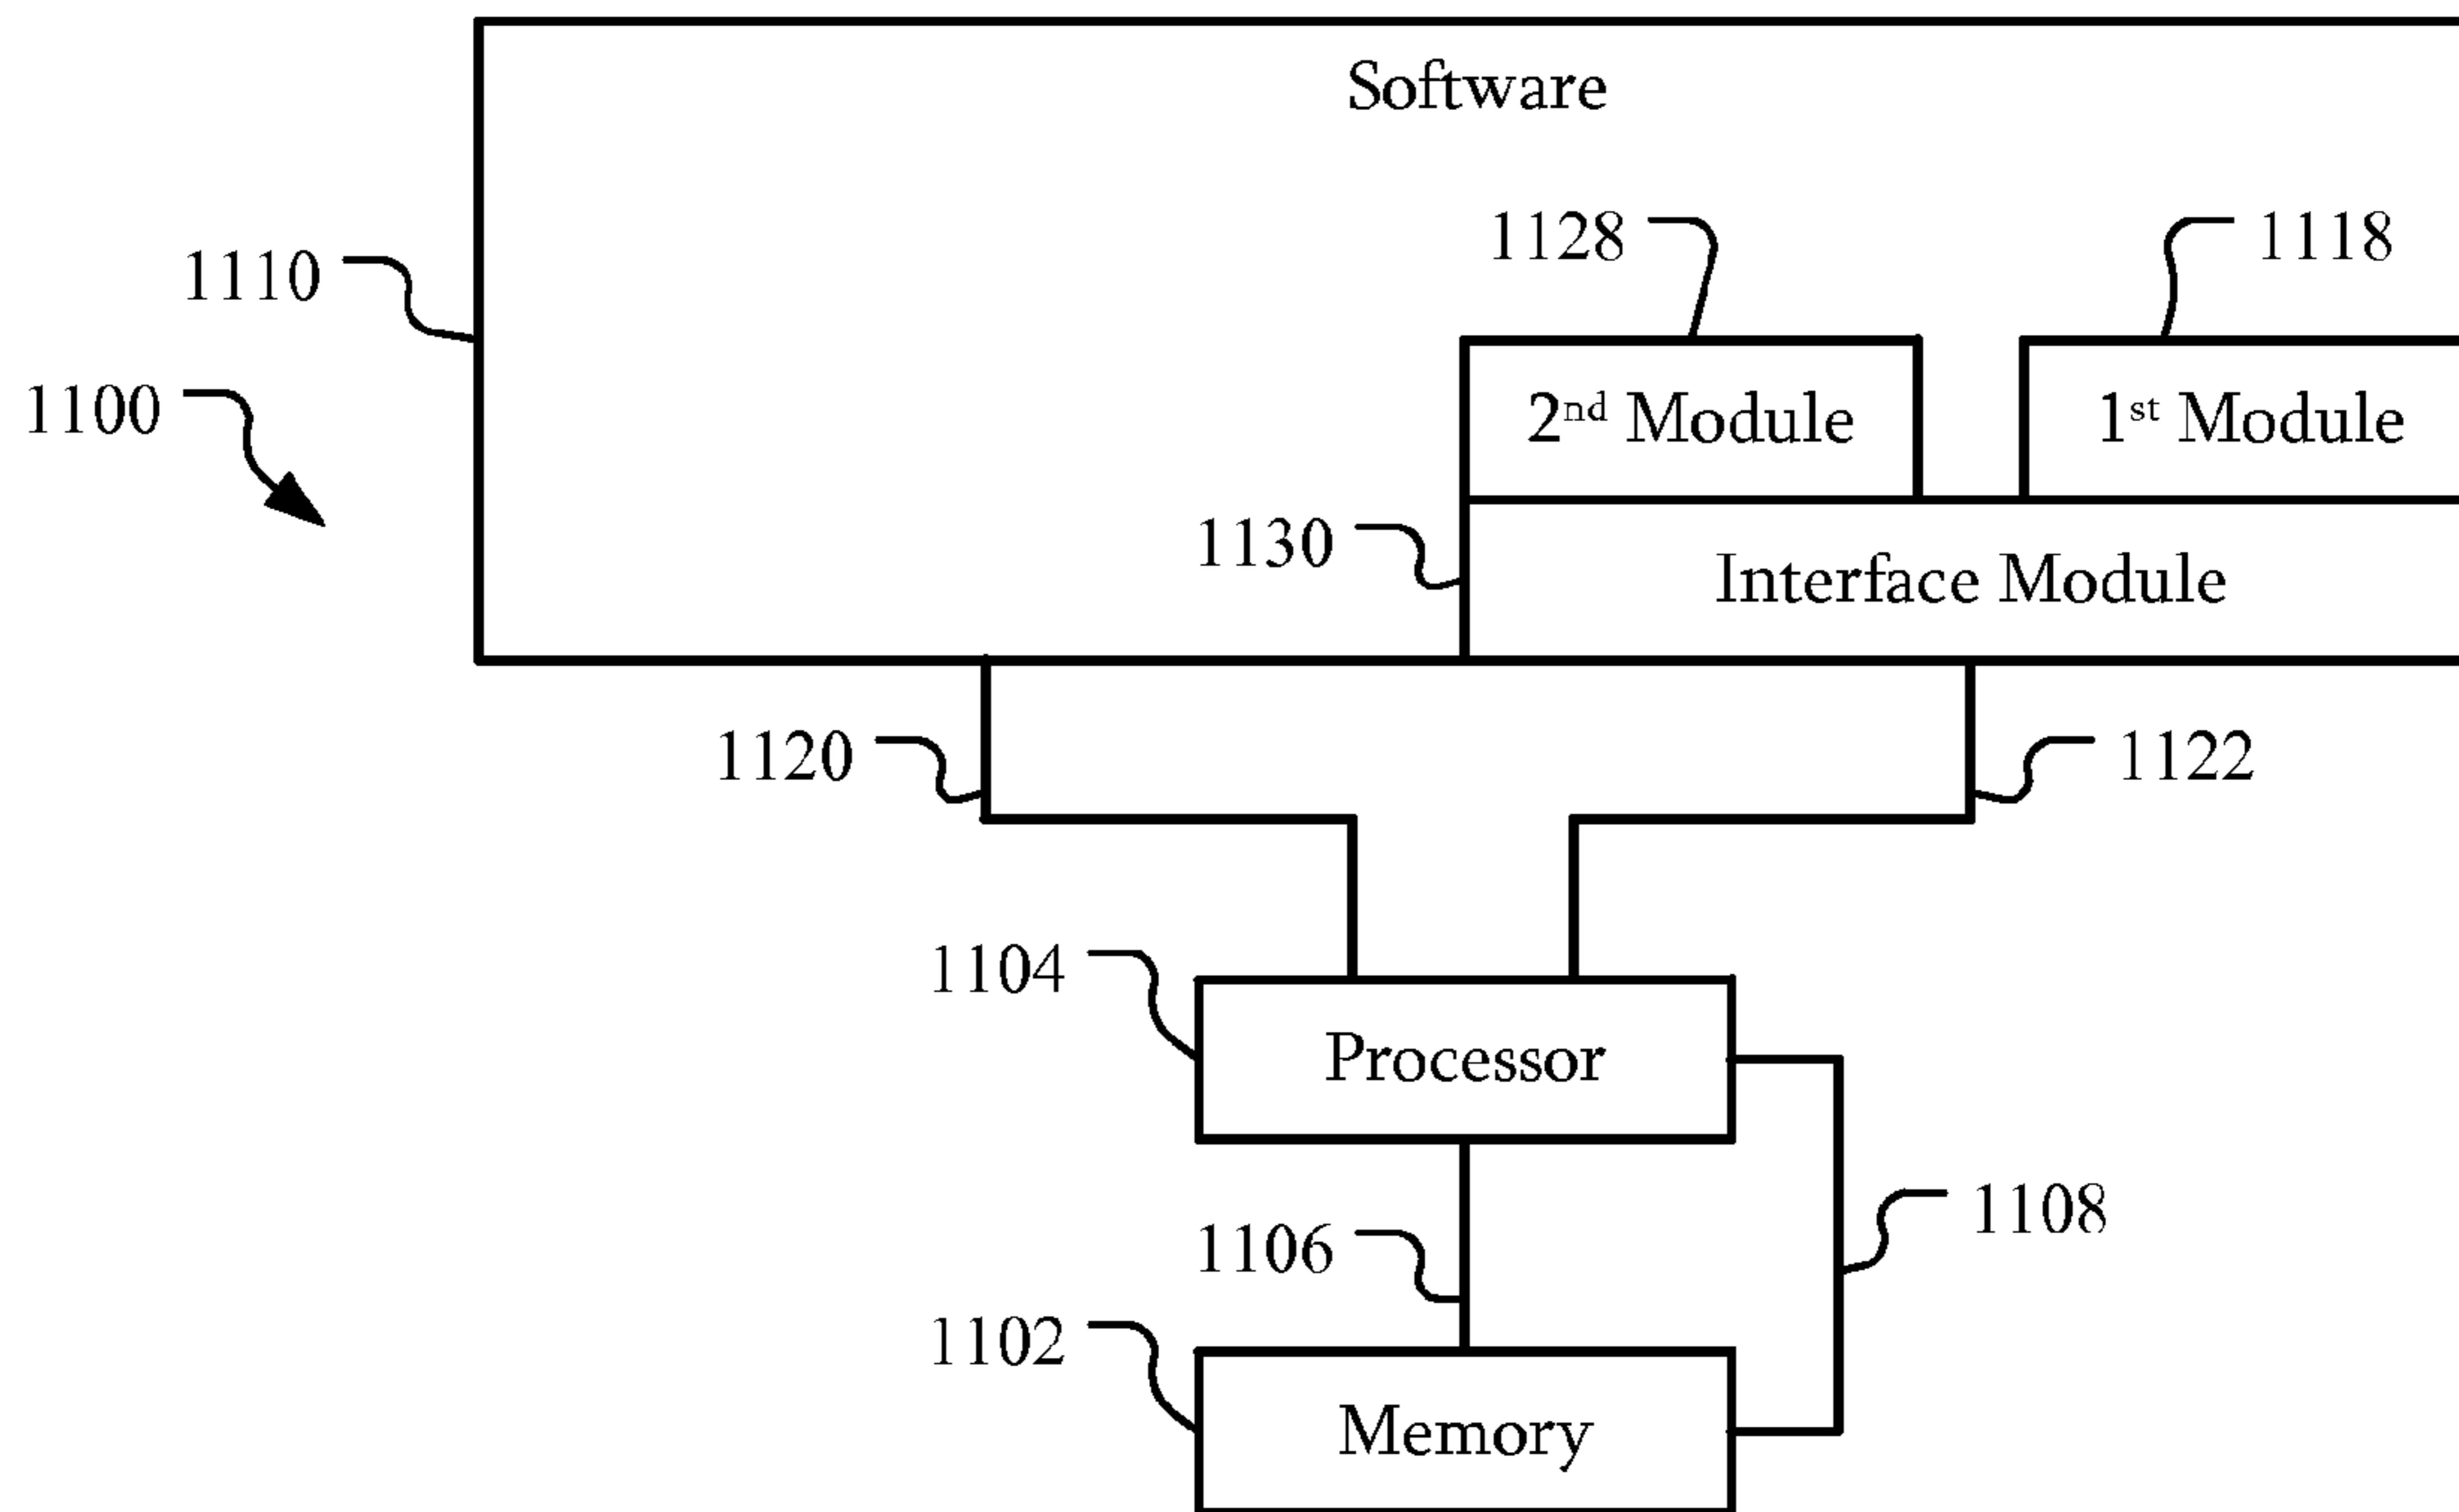 Software
1128 1118
1110
2nd Module 1st Module
1100
1130
Interface Module
1120 1122
1104
Processor
1108
1106
1102
Memory